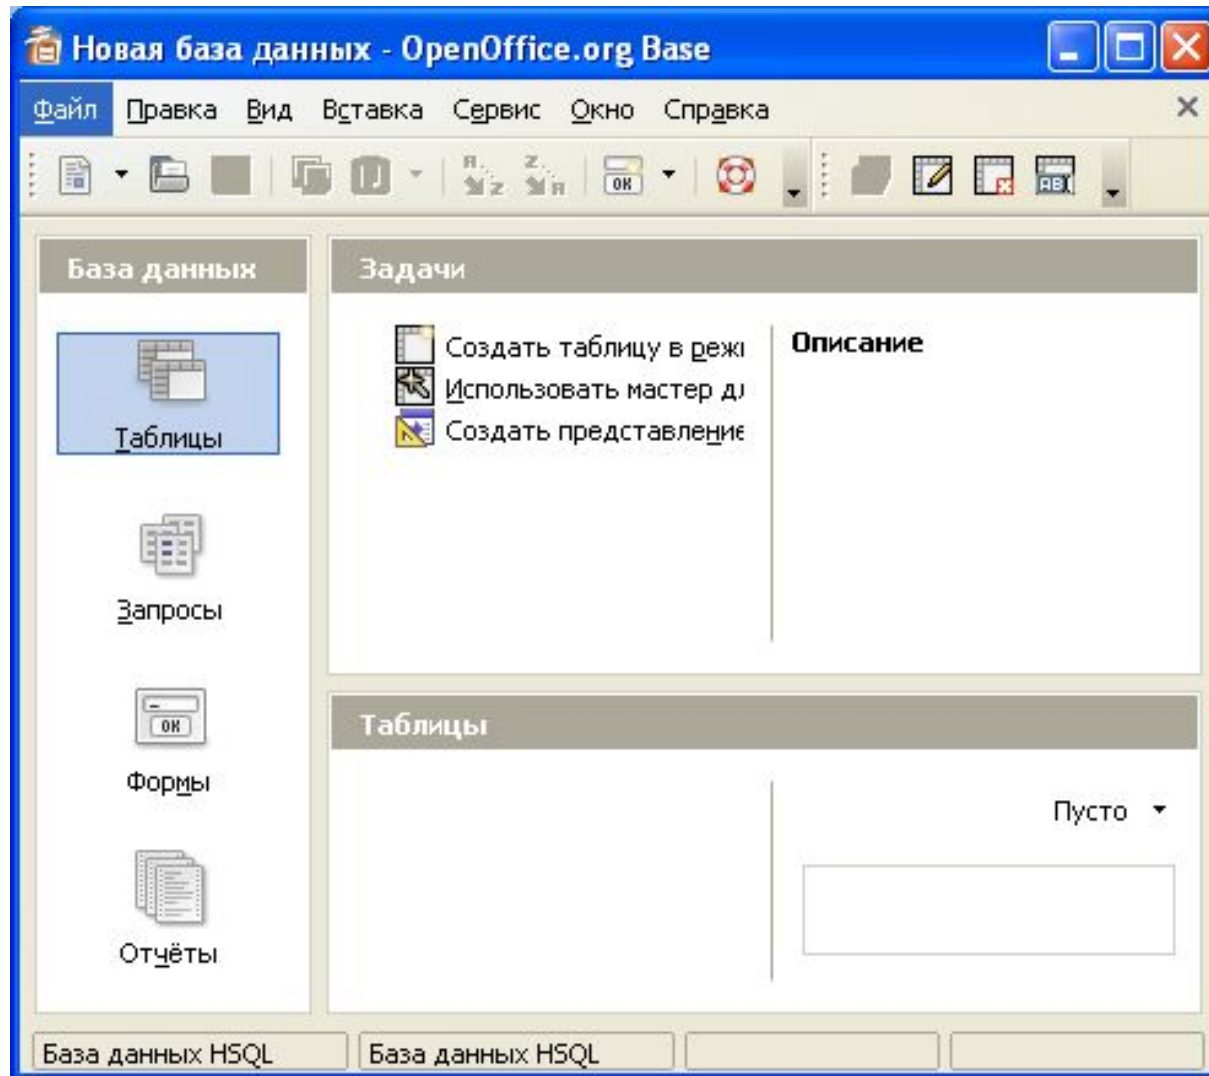 Новая база данных - OpenOffice.org Base
Файл Правка Вид Вставка Сервис Окно Справка
База данных
Таблицы
Запросы
Формы
Отчёты
Задачи
Создать таблицу в режи
Использовать мастер дл
Создать представление
Описание
Таблицы
Пусто
База данных HSQL
База данных HSQL